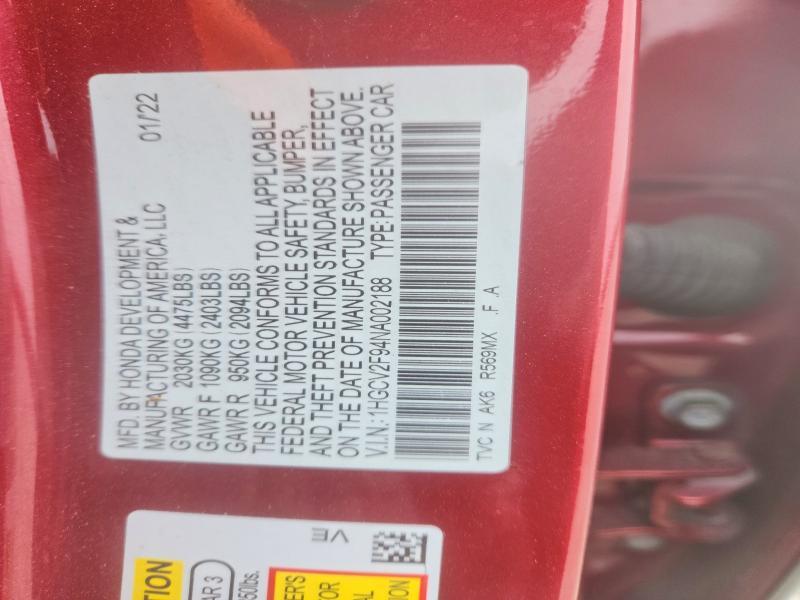 MFD. BY HONDA DEVELOPMENT &
MANUFACTURING OF AMERICA, LLC 01/'22
GVWR 2030KG (4475LBS)
GAWR F 1090KG (2403LBS)
GAWR R 950KG (2094LBS)
THIS VEHICLE CONFORMS TO ALL APPLICABLE
FEDERAL MOTOR VEHICLE SAFETY, BUMPER,
AND THEFT PREVENTION STANDARDS IN EFFECT
ON THE DATE OF MANUFACTURE SHOWN ABOVE.
V.I.N.: 1HGCV2F94NA002188 TYPE: PASSENGER CAR
TVC N AK6 R569MX .F .A